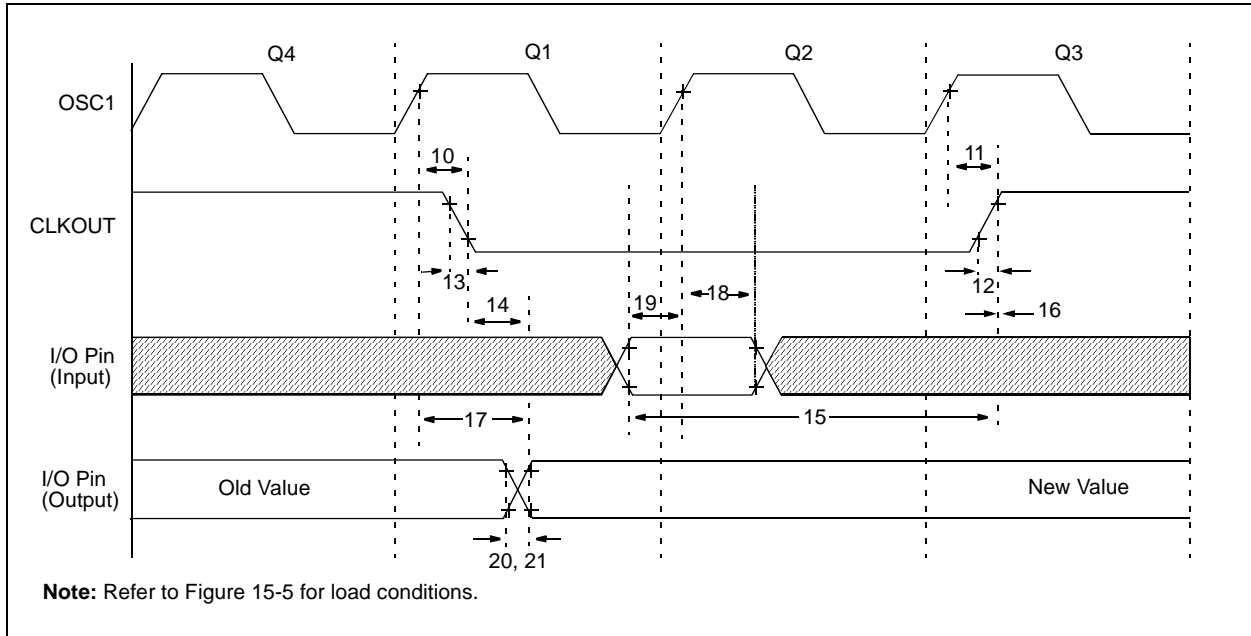 Q4 Q1 Q2 Q3
OSC1
10 11
CLKOUT
13 12
14 19 18 16
I/O Pin
(Input)
17 15
I/O Pin
(Output)
Old Value New Value
20, 21
Note: Refer to Figure 15-5 for load conditions.